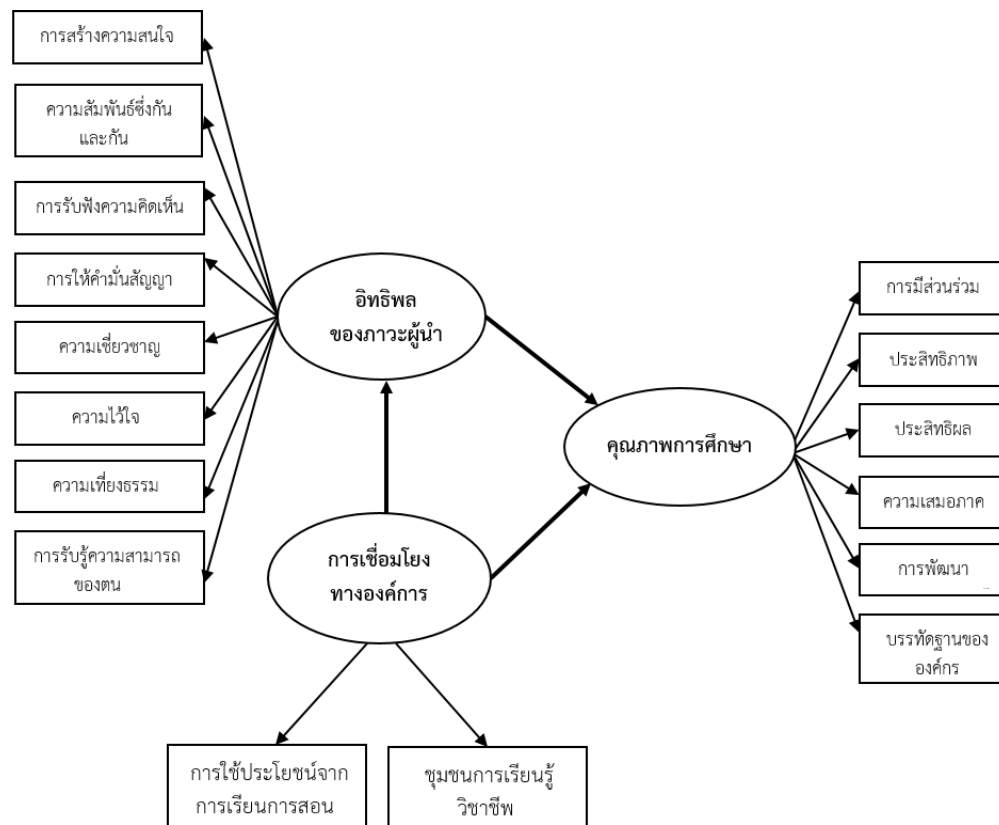 การสร้างความสนใจ
ความสัมพันธ์ซึ่งกัน
และกัน
การรับฟังความคิดเห็น
การให้คำมั่นสัญญา
ความเชี่ยวชาญ
ความไว้ใจ
ความเที่ยงธรรม
การรับรู้ความสามารถ
ของตน
อิทธิพล
ของภาวะผู้นำ
การเชื่อมโยง
ทางองค์การ
คุณภาพการศึกษา
การมีส่วนร่วม
ประสิทธิภาพ
ประสิทธิผล
ความเสมอภาค
การพัฒนา
บรรทัดฐานของ
องค์กร
การใช้ประโยชน์จาก
การเรียนการสอน
ชุมชนการเรียนรู้
วิชาชีพ